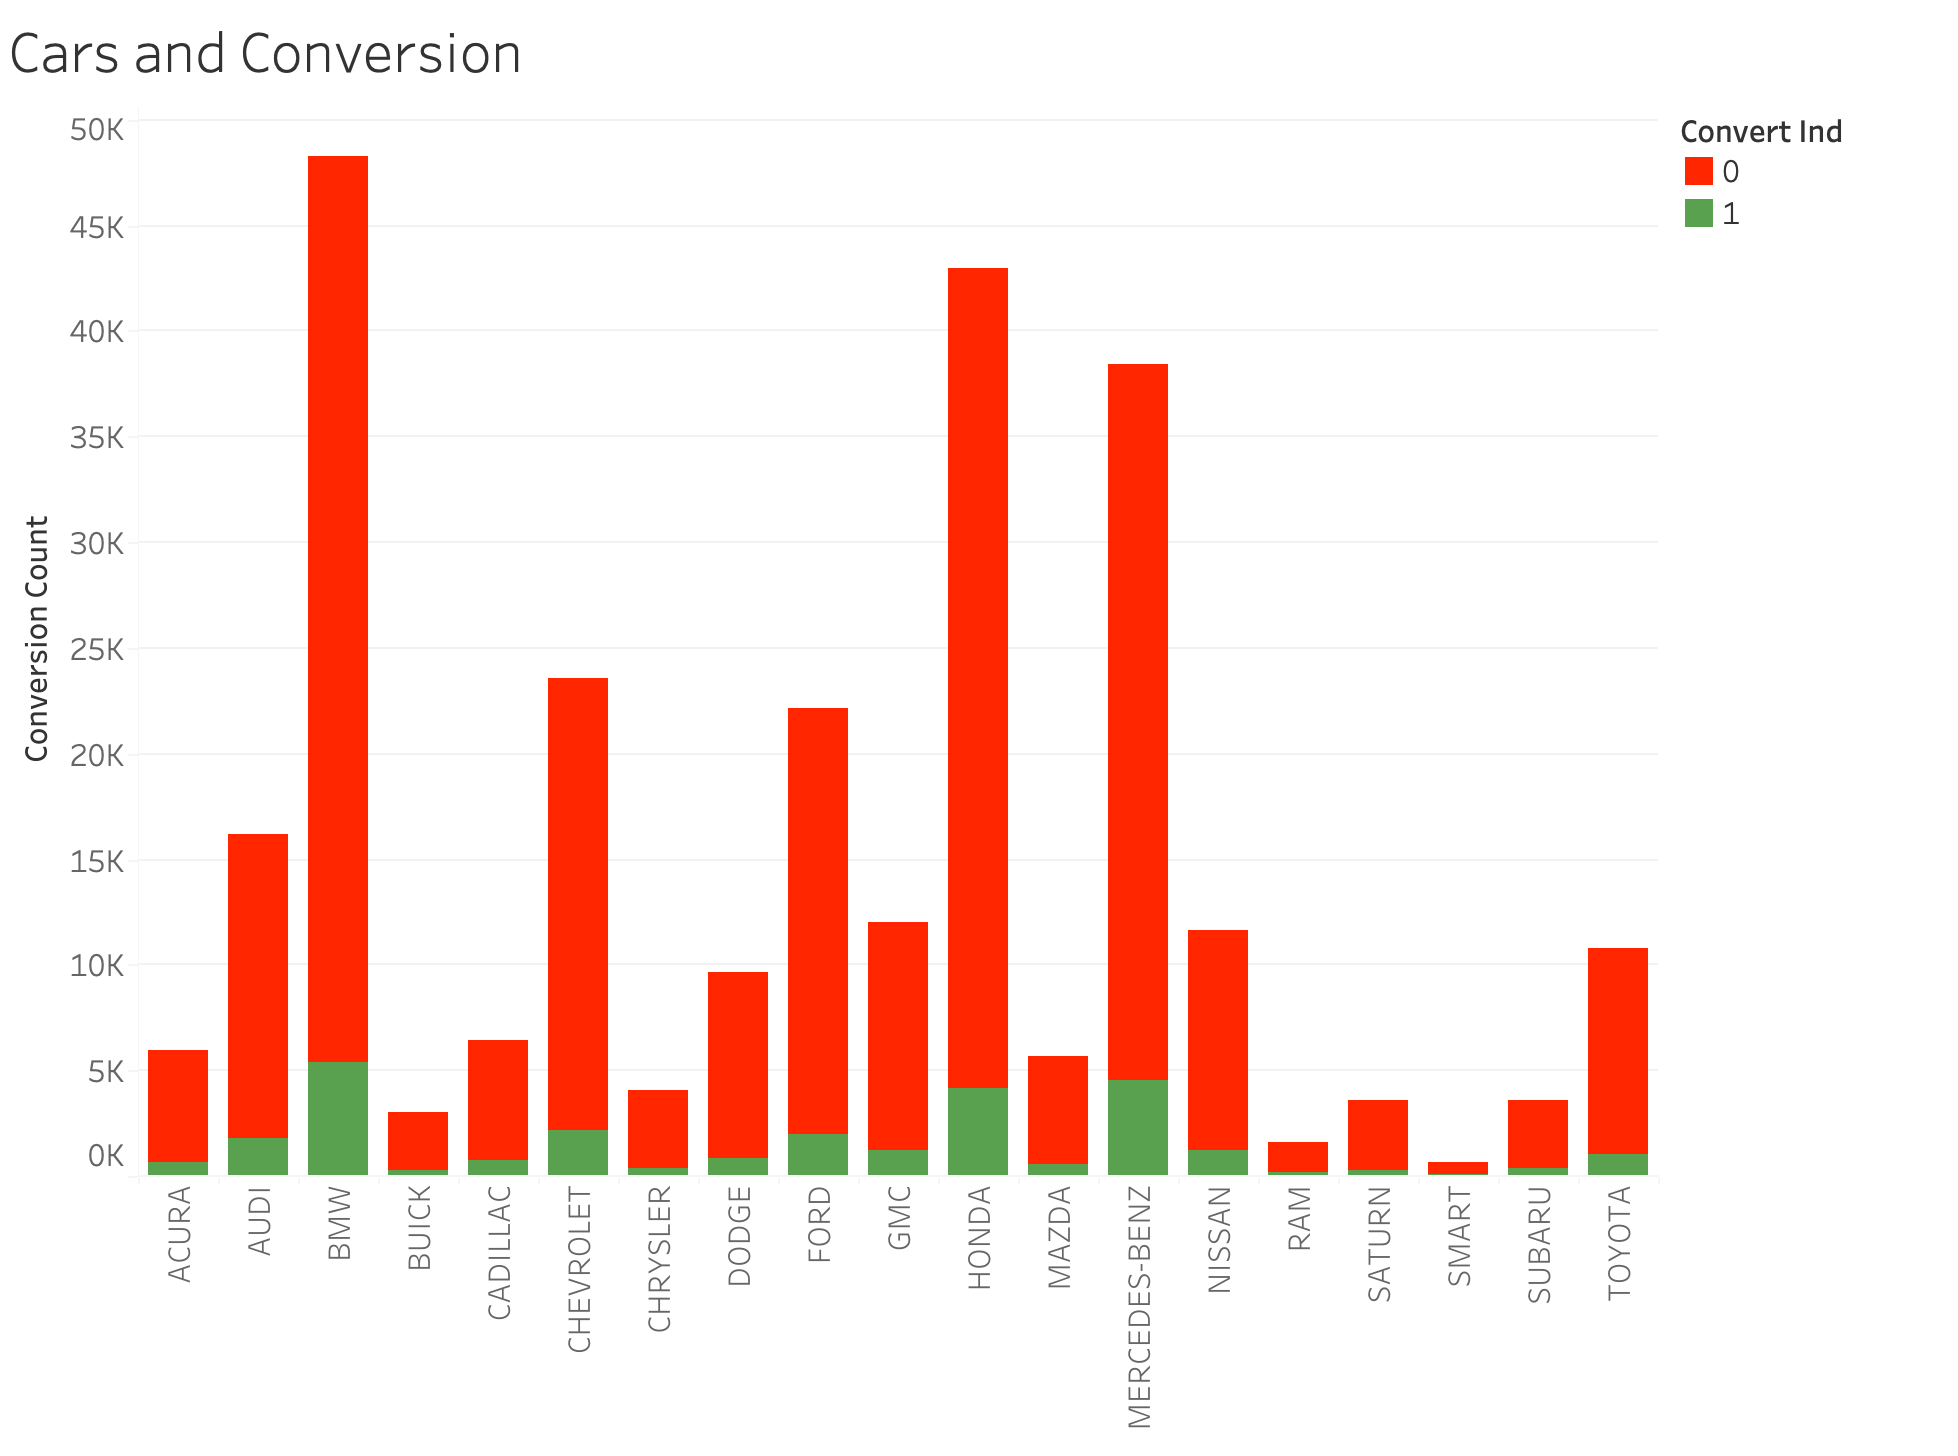 Cars and Conversion
Convert Ind
0
1
Conversion Count
50K
45K
40K
35K
30K
25K
20K
15K
10K
5K
0K
ACURA
AUDI
BMW
BUICK
CADILLAC
CHEVROLET
CHRYSLER
DODGE
FORD
GMC
HONDA
MAZDA
MERCEDES-BENZ
NISSAN
RAM
SATURN
SMART
SUBARU
TOYOTA